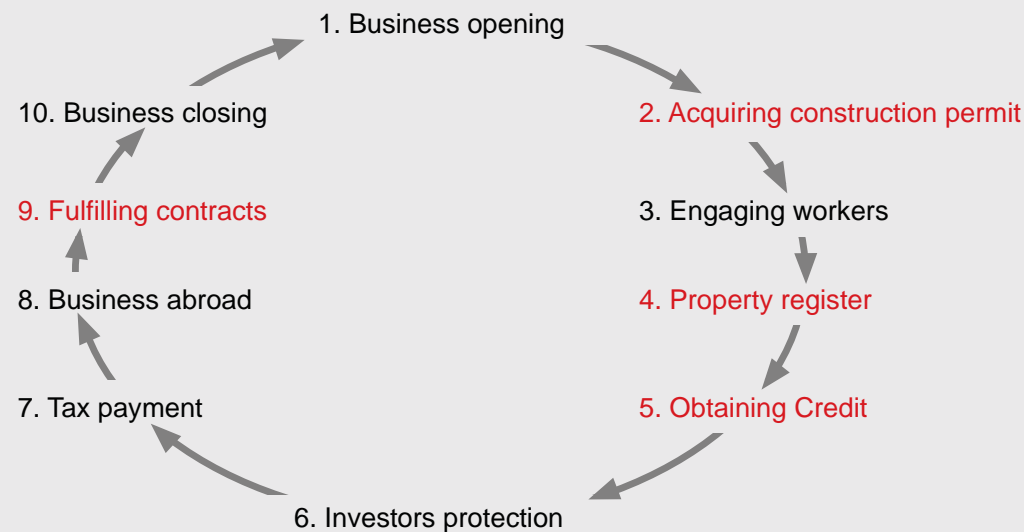 1. Business opening
2. Acquiring construction permit
3. Engaging workers
4. Property register
5. Obtaining Credit
6. Investors protection
7. Tax payment
8. Business abroad
9. Fulfilling contracts
10. Business closing